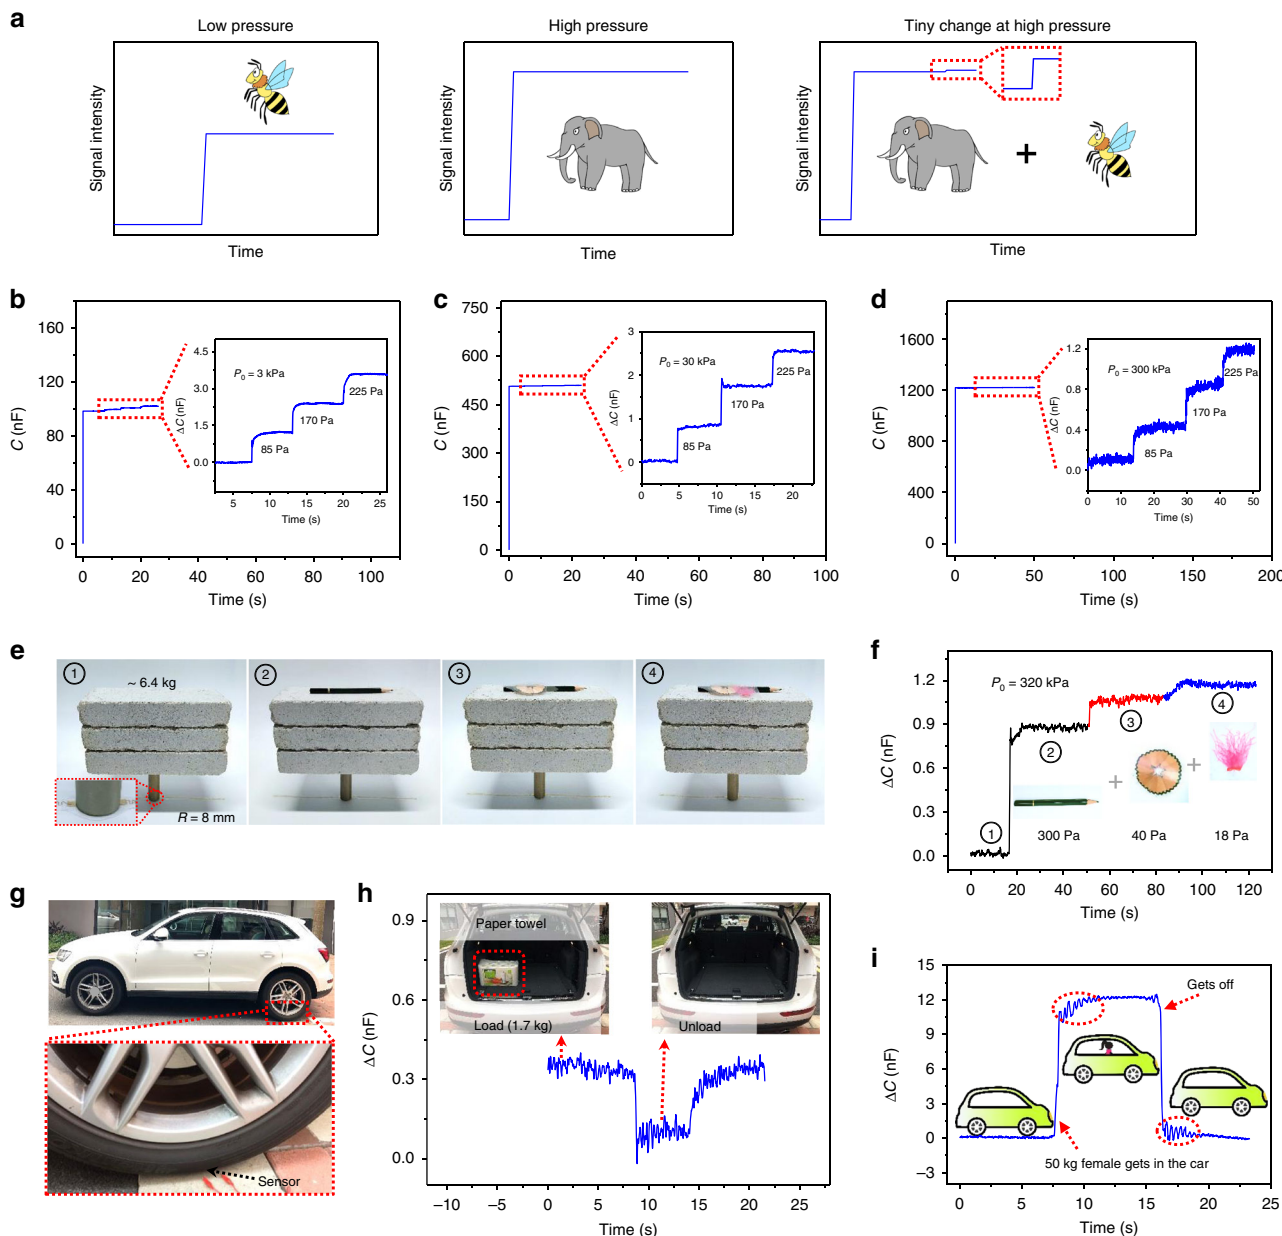 a
Low pressure
High pressure
Tiny change at high pressure
Signal intensity
Signal intensity
Signal intensity
+
Time
Time
Time
b
160
120
80
40
0
C (nF)
0 20 40 60 80 100
Time (s)
4.5
3.0
1.5
0.0
ΔC (nF)
P0 = 3 kPa
225 Pa
170 Pa
85 Pa
5 10 15 20 25
Time (s)
c
750
600
450
300
150
0
C (nF)
0 20 40 60 80 100
Time (s)
3
2
1
0
ΔC (nF)
P0 = 30 kPa
225 Pa
170 Pa
85 Pa
0 5 10 15 20
Time (s)
d
1600
1200
800
400
0
C (nF)
0 50 100 150 200
Time (s)
1.2
0.8
0.4
0.0
ΔC (nF)
P0 = 300 kPa
225 Pa
170 Pa
85 Pa
0 10 20 30 40 50
Time (s)
e
1
~ 6.4 kg
R = 8 mm
2
3
4
f
1.2
0.9
0.6
0.3
0.0
ΔC (nF)
P0 = 320 kPa
1
2
3
4
+
+
300 Pa
40 Pa
18 Pa
0 20 40 60 80 100 120
Time (s)
g
Sensor
h
0.9
0.6
0.3
0.0
ΔC (nF)
Paper towel
Load (1.7 kg)
Unload
–10 –5 0 5 10 15 20 25
Time (s)
i
15
12
9
6
3
0
–3
ΔC (nF)
Gets off
50 kg female gets in the car
0 5 10 15 20 25
Time (s)